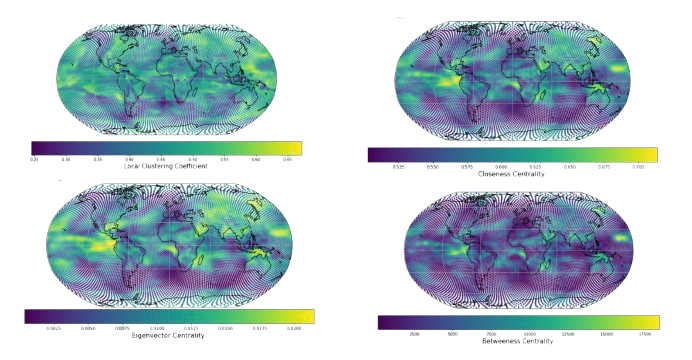 0.25 0.30 0.35 0.40 0.45 0.50 0.55 0.60 0.65
Local Clustering Coefficient
0.525 0.550 0.575 0.600 0.625 0.650 0.675 0.700
Closeness Centrality
0.0025 0.0050 0.0075 0.0100 0.0125 0.0150 0.0175 0.0200
Eigenvector Centrality
2500 5000 7500 10000 12500 15000 17500
Betweeness Centrality